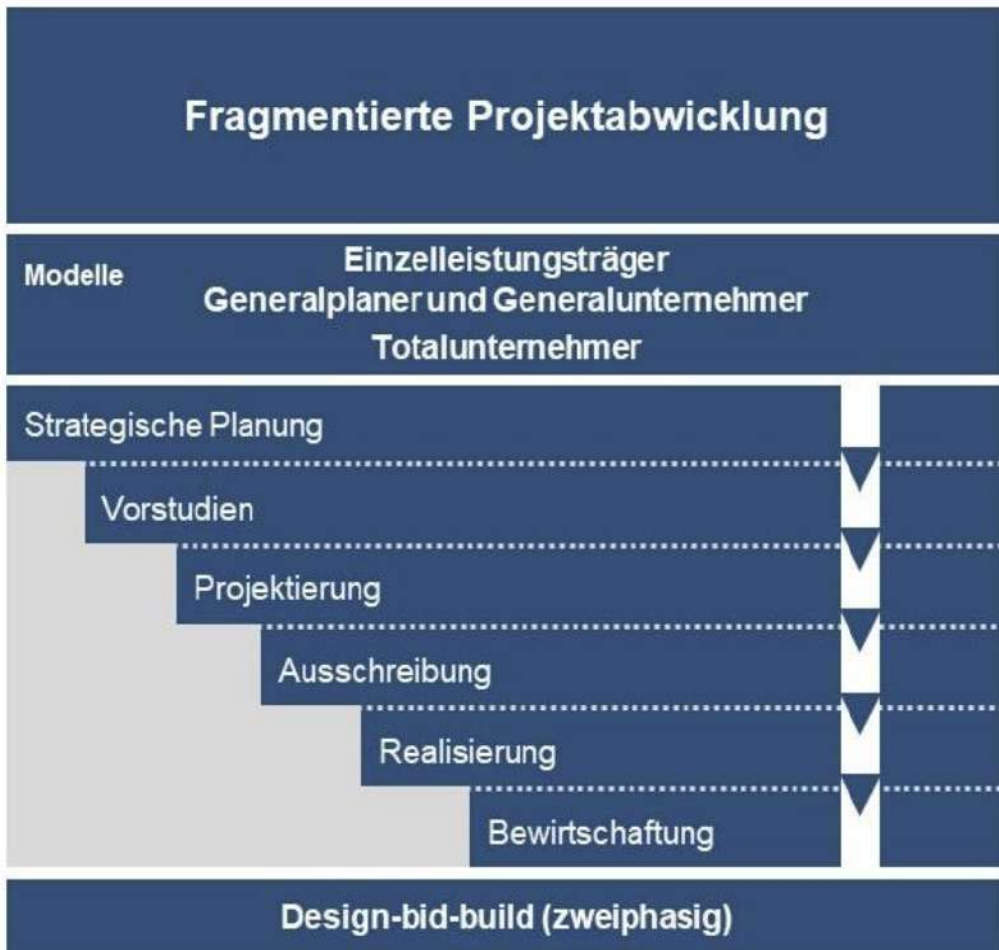 Fragmentierte Projektabwicklung
Modelle
Einzelleistungsträger
Generalplaner und Generalunternehmer
Totalunternehmer
Strategische Planung
Vorstudien
Projektierung
Ausschreibung
Realisierung
Bewirtschaftung
Design-bid-build (zweiphasig)